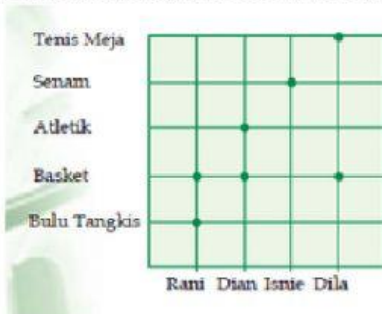 Tenis Meja
Senam
Atletik
Basket
Bulu Tangkis
Rani Dian Isnie Dila